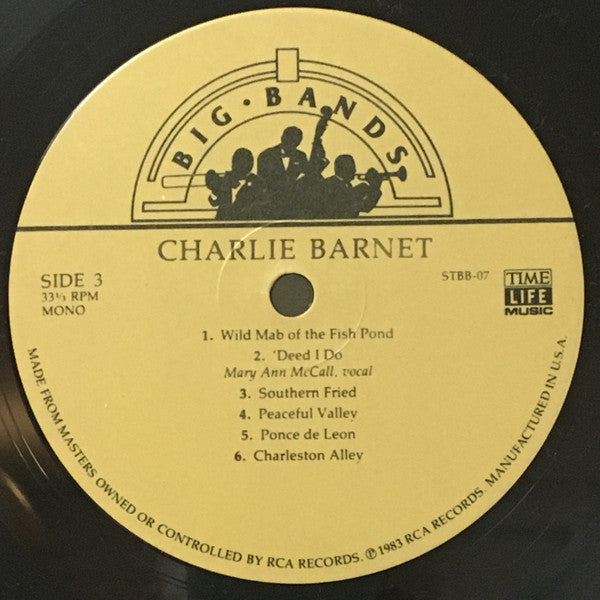 BIG · BANDS
CHARLIE BARNET
SIDE 3
33⅓ RPM
MONO
STBB-07
TIME
LIFE
MUSIC
1. Wild Mab of the Fish Pond
2. 'Deed I Do
Mary Ann McCall, vocal
3. Southern Fried
4. Peaceful Valley
5. Ponce de Leon
6. Charleston Alley
MADE FROM MASTERS OWNED OR CONTROLLED BY RCA RECORDS. ℗ 1983 RCA RECORDS. MANUFACTURED IN U.S.A.